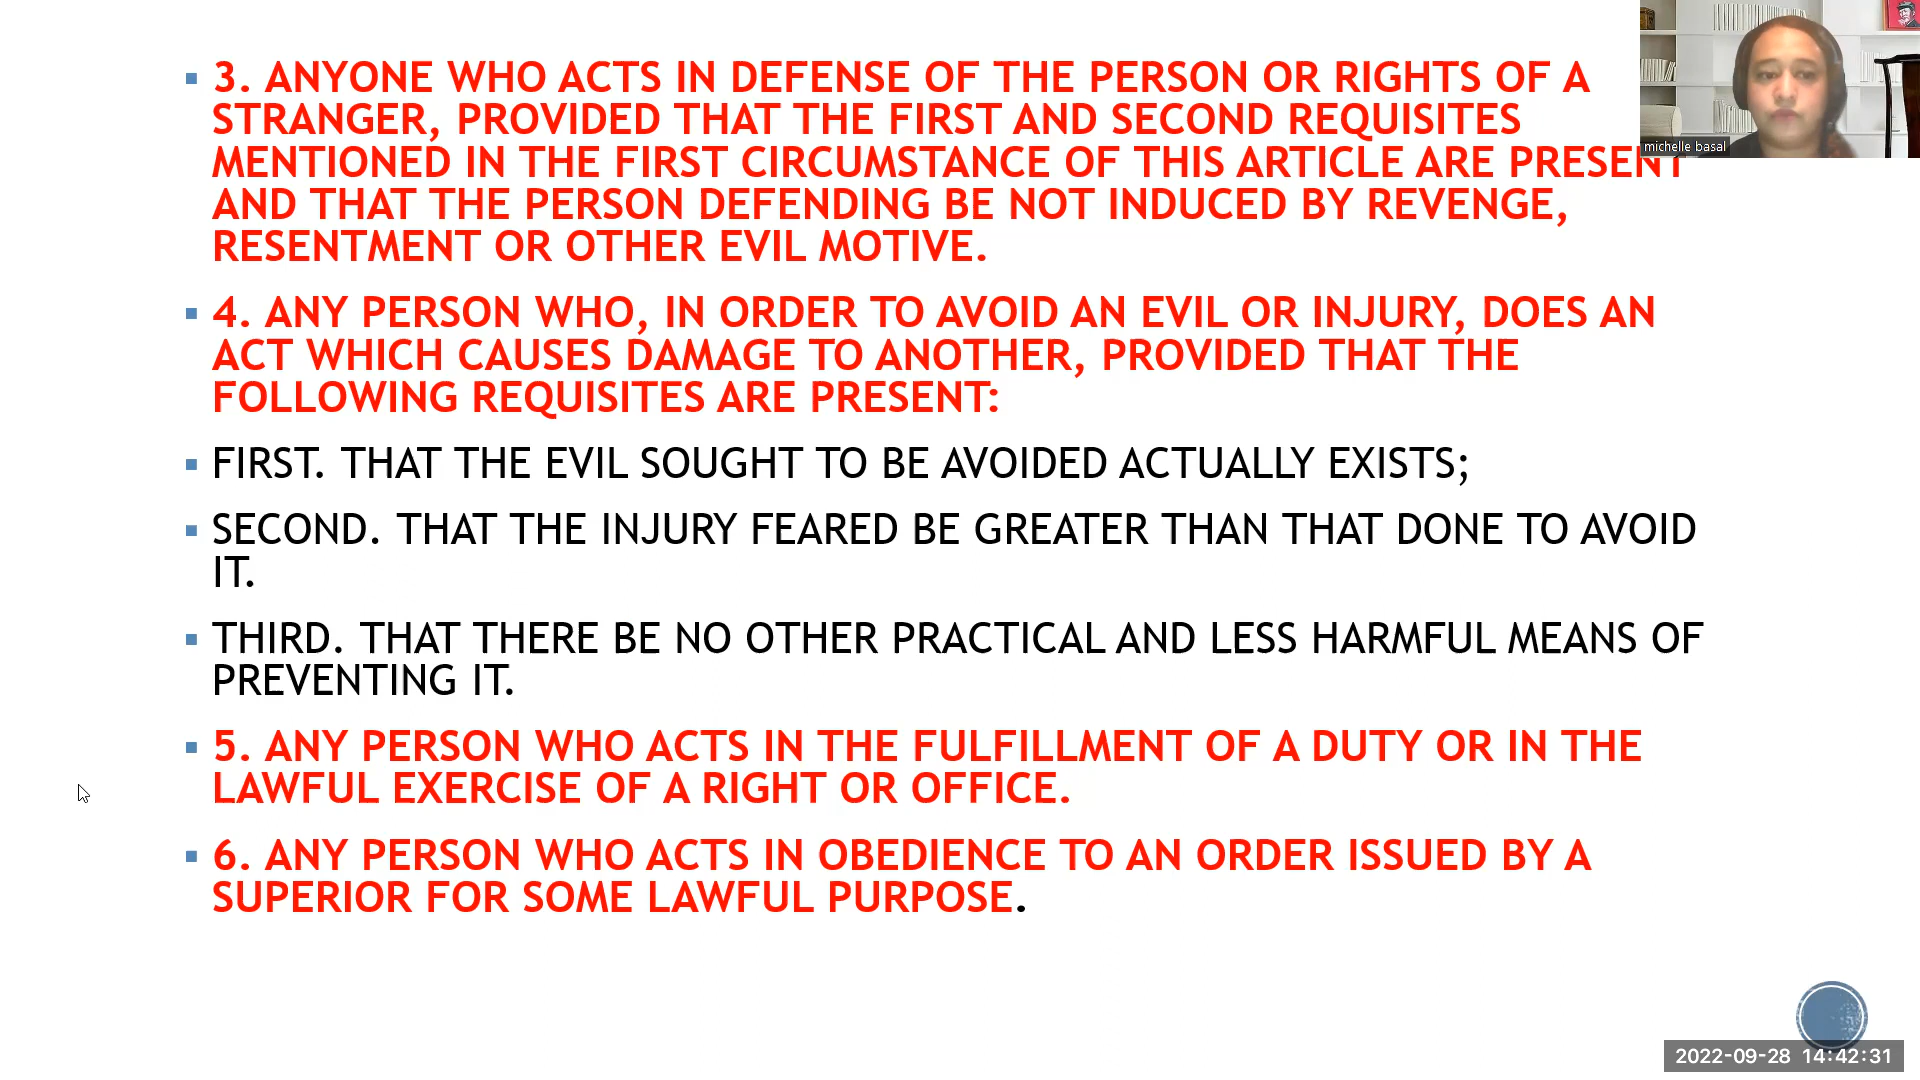 3. ANYONE WHO ACTS IN DEFENSE OF THE PERSON OR RIGHTS OF A
STRANGER, PROVIDED THAT THE FIRST AND SECOND REQUISITES
MENTIONED IN THE FIRST CIRCUMSTANCE OF THIS ARTICLE ARE PRESENT
AND THAT THE PERSON DEFENDING BE NOT INDUCED BY REVENGE,
RESENTMENT OR OTHER EVIL MOTIVE.
4. ANY PERSON WHO, IN ORDER TO AVOID AN EVIL OR INJURY, DOES AN
ACT WHICH CAUSES DAMAGE TO ANOTHER, PROVIDED THAT THE
FOLLOWING REQUISITES ARE PRESENT:
FIRST. THAT THE EVIL SOUGHT TO BE AVOIDED ACTUALLY EXISTS;
SECOND. THAT THE INJURY FEARED BE GREATER THAN THAT DONE TO AVOID
IT.
THIRD. THAT THERE BE NO OTHER PRACTICAL AND LESS HARMFUL MEANS OF
PREVENTING IT.
5. ANY PERSON WHO ACTS IN THE FULFILLMENT OF A DUTY OR IN THE
LAWFUL EXERCISE OF A RIGHT OR OFFICE.
6. ANY PERSON WHO ACTS IN OBEDIENCE TO AN ORDER ISSUED BY A
SUPERIOR FOR SOME LAWFUL PURPOSE.
michelle basal
2022-09-28 14:42:31